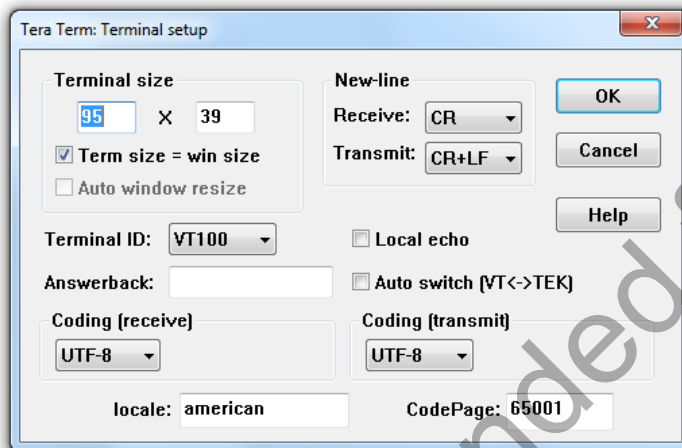 Tera Term: Terminal setup
Terminal size
95 X 39
Term size = win size
Auto window resize
New-line
Receive: CR
Transmit: CR+LF
OK
Cancel
Help
Terminal ID: VT100
Local echo
Answerback:
Auto switch (VT<->TEK)
Coding (receive)
UTF-8
Coding (transmit)
UTF-8
locale: american
CodePage: 65001